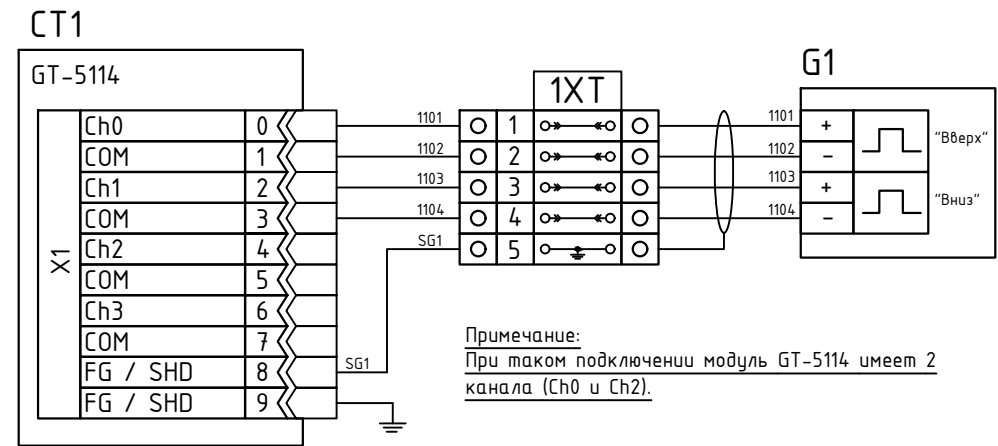 CT1
GT-5114
X1
Ch0 0
COM 1
Ch1 2
COM 3
Ch2 4
COM 5
Ch3 6
COM 7
FG / SHD 8
FG / SHD 9
1101
1102
1103
1104
SG1
SG1
1XT
1
2
3
4
5
1101
1102
1103
1104
G1
+
-
+
-
"Вверх"
"Вниз"
Примечание:
При таком подключении модуль GT-5114 имеет 2
канала (Ch0 и Ch2).